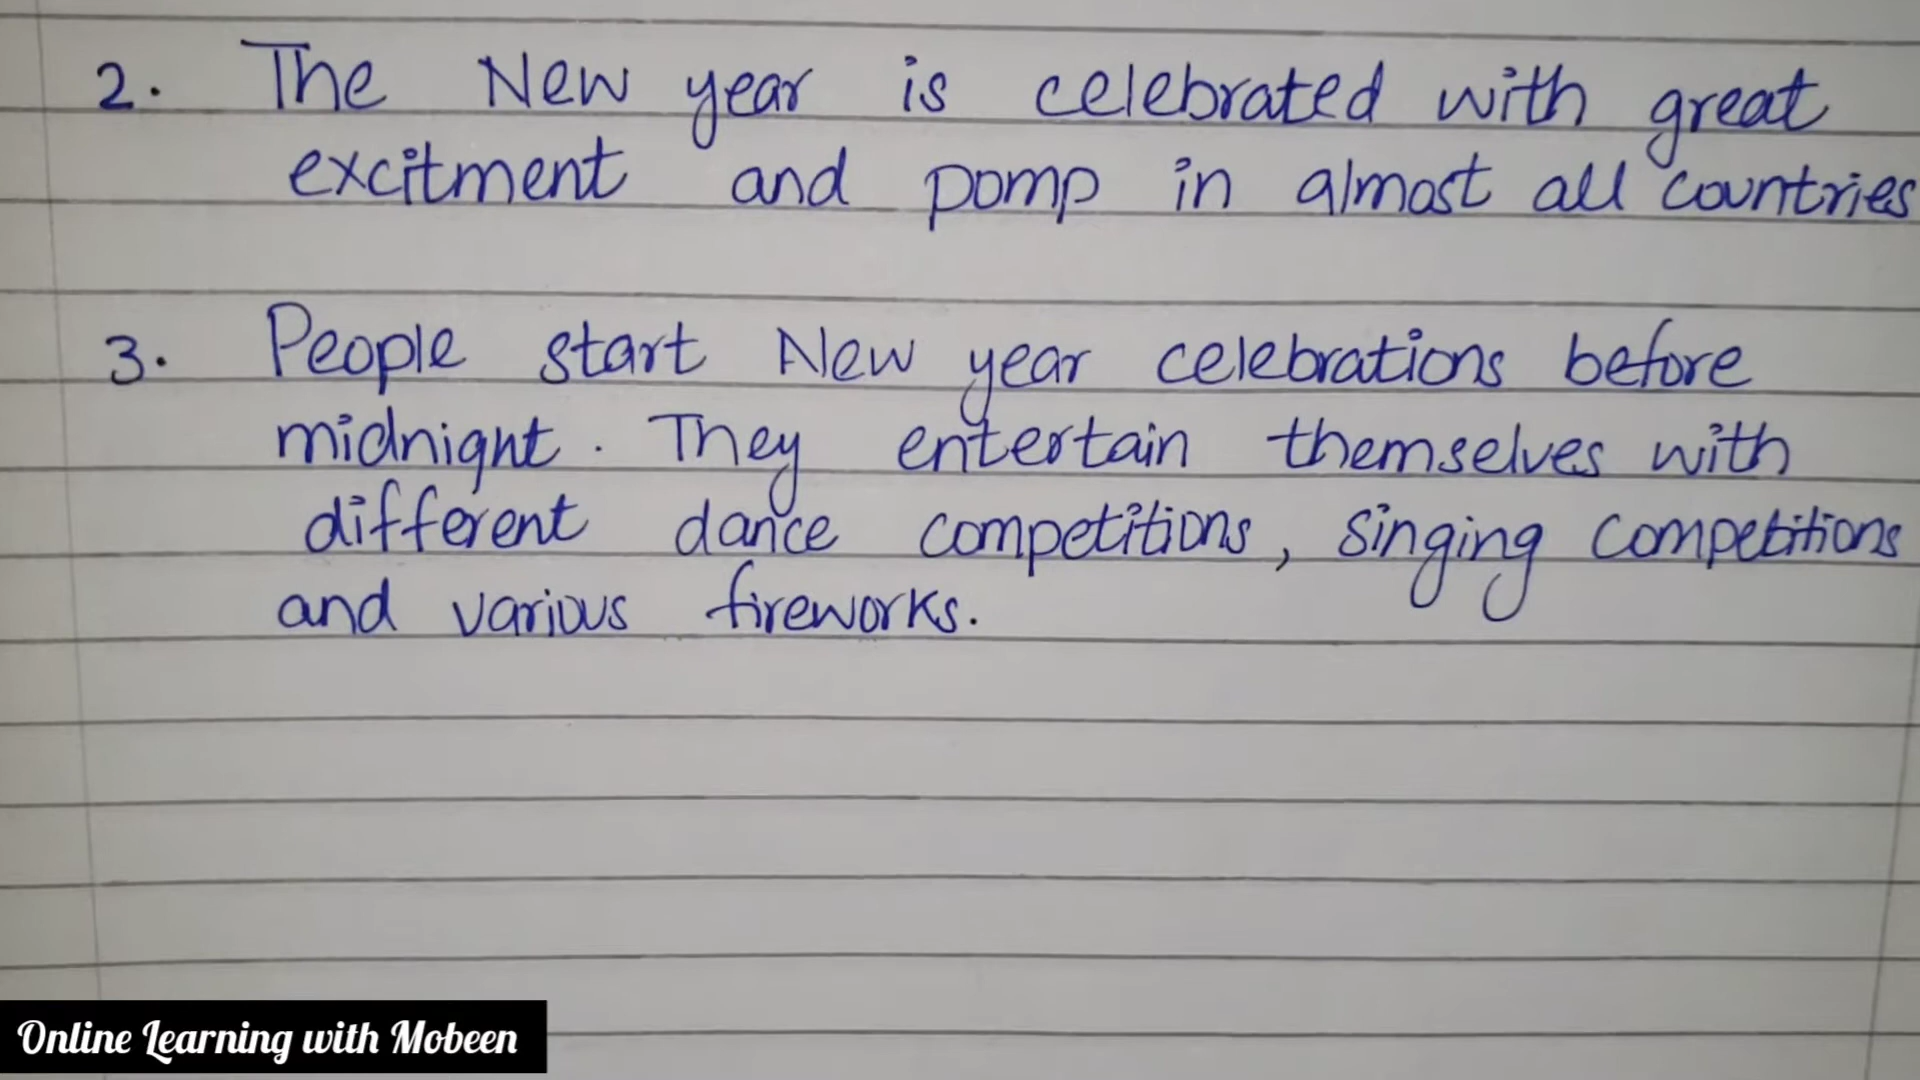 2. The New year is celebrated with great
excitment and pomp in almost all countries
3. People start New year celebrations before
midnight. They entertain themselves with
different dance competitions, singing competitions
and various fireworks.
Online Learning with Mobeen